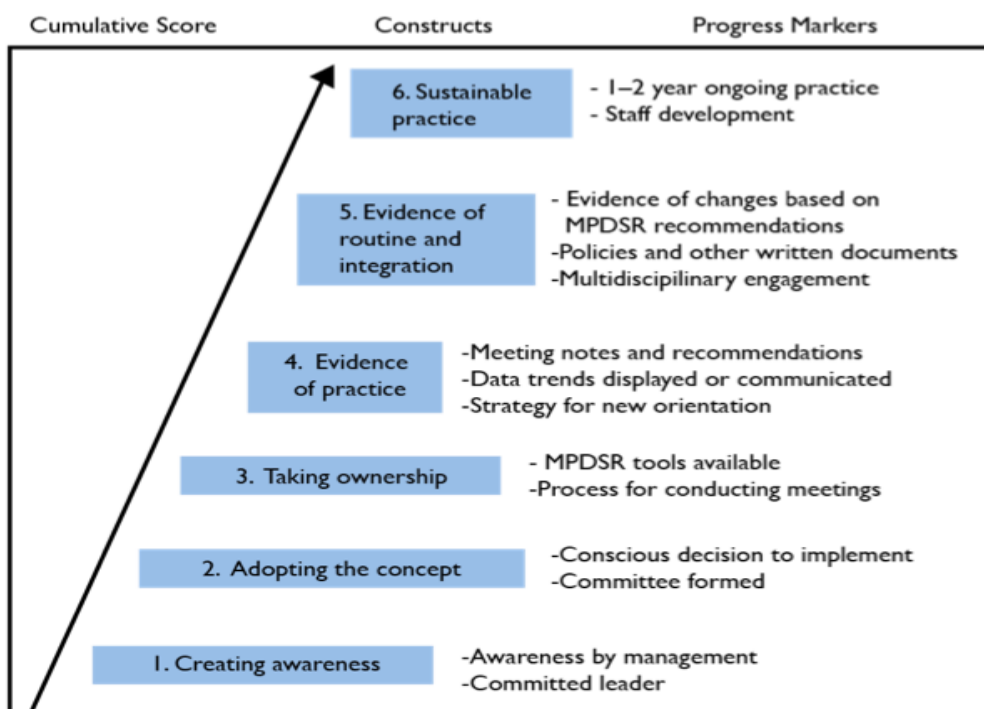 Cumulative Score
Constructs
Progress Markers
6. Sustainable
practice
- 1–2 year ongoing practice
- Staff development
5. Evidence of
routine and
integration
- Evidence of changes based on
MPDSR recommendations
-Policies and other written documents
-Multidiscipilinary engagement
4. Evidence
of practice
-Meeting notes and recommendations
-Data trends displayed or communicated
-Strategy for new orientation
3. Taking ownership
- MPDSR tools available
-Process for conducting meetings
2. Adopting the concept
-Conscious decision to implement
-Committee formed
1. Creating awareness
-Awareness by management
-Committed leader